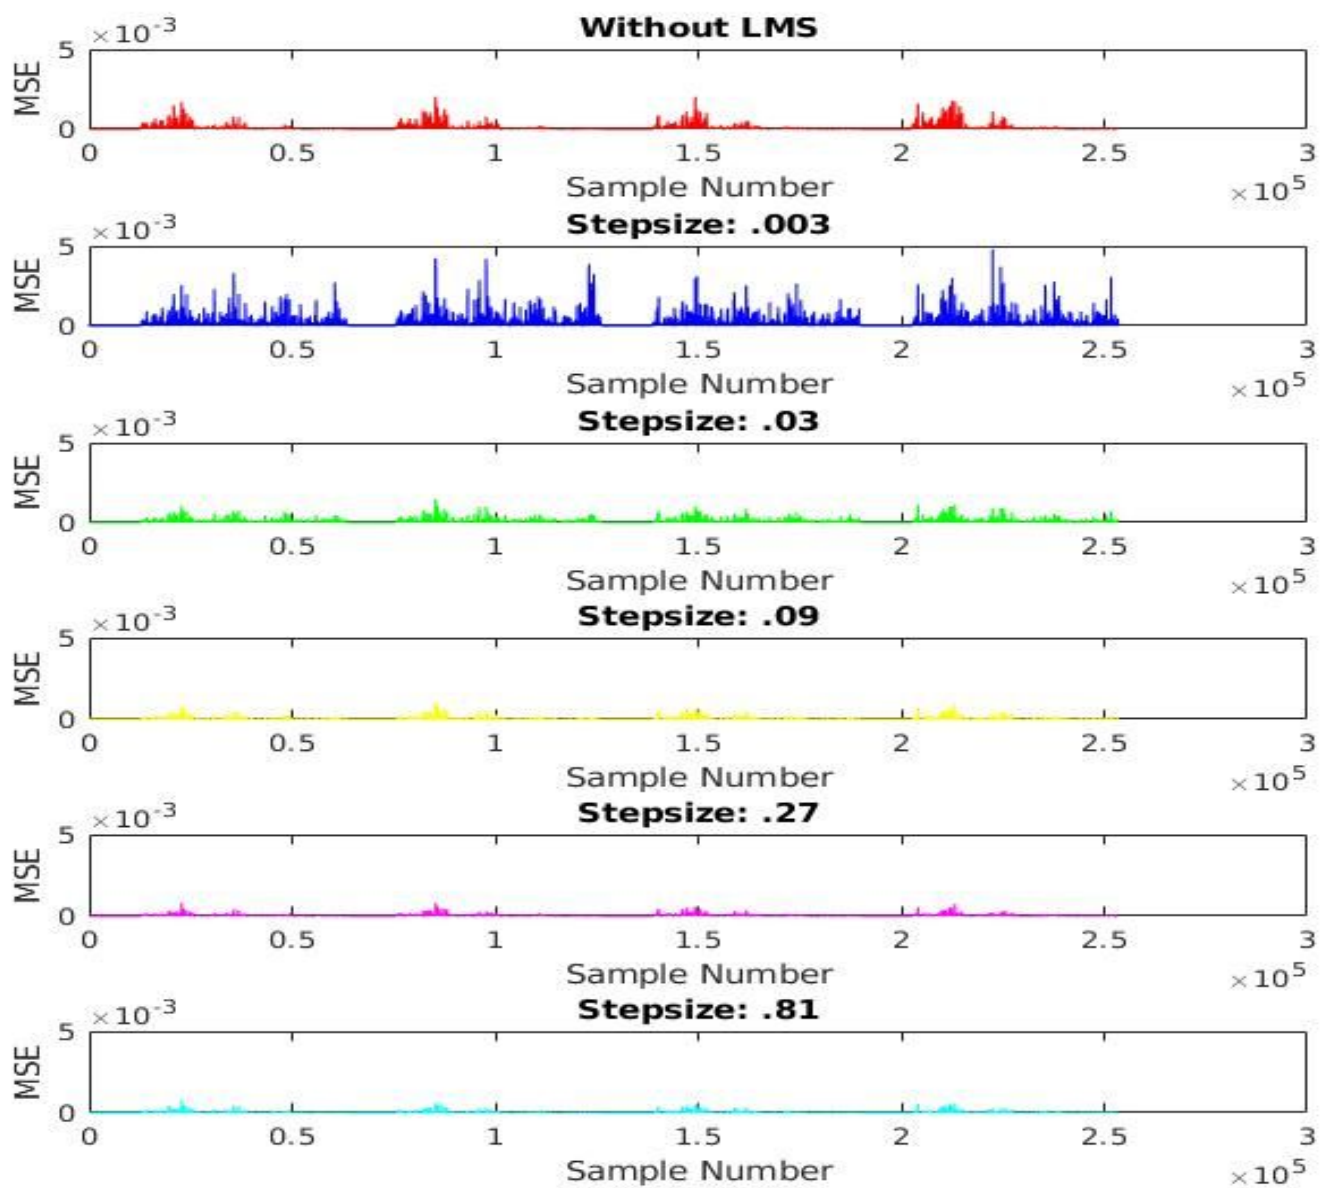 Without LMS
×10-3
5
MSE
0
0 0.5 1 1.5 2 2.5 3
Sample Number
×105
Stepsize: .003
×10-3
5
MSE
0
0 0.5 1 1.5 2 2.5 3
Sample Number
×105
Stepsize: .03
×10-3
5
MSE
0
0 0.5 1 1.5 2 2.5 3
Sample Number
×105
Stepsize: .09
×10-3
5
MSE
0
0 0.5 1 1.5 2 2.5 3
Sample Number
×105
Stepsize: .27
×10-3
5
MSE
0
0 0.5 1 1.5 2 2.5 3
Sample Number
×105
Stepsize: .81
×10-3
5
MSE
0
0 0.5 1 1.5 2 2.5 3
Sample Number
×105